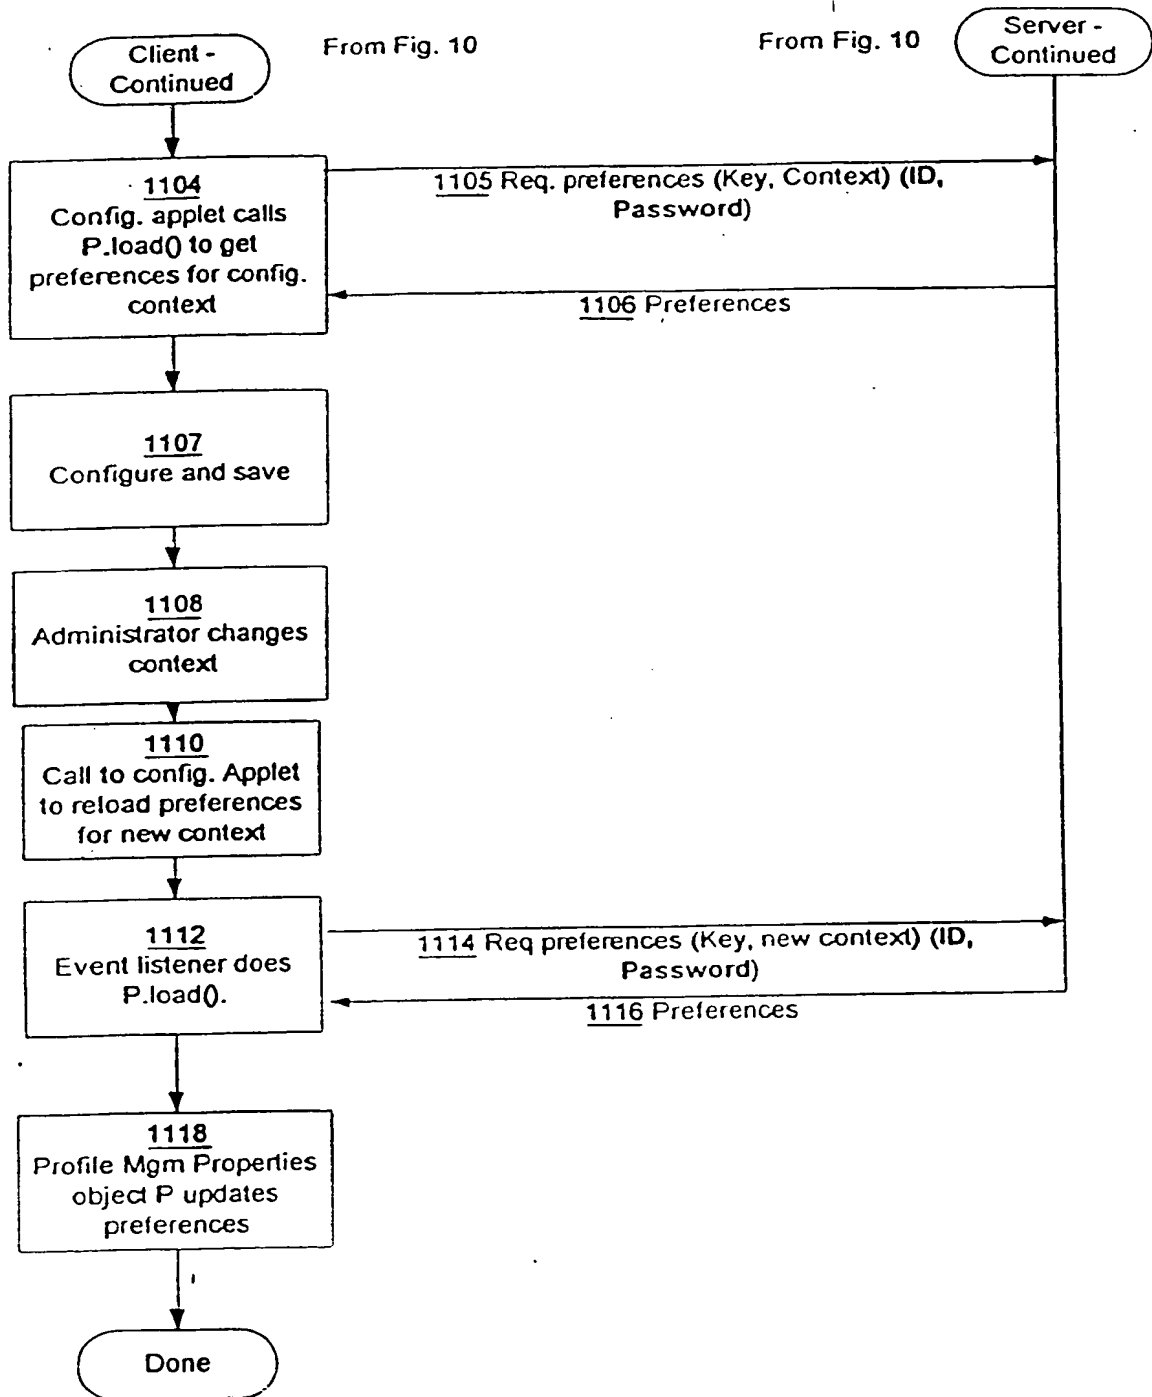 Client -
Continued
From Fig. 10
From Fig. 10
Server -
Continued
1104
Config. applet calls
P.load() to get
preferences for config.
context
1105 Req. preferences (Key, Context) (ID,
Password)
1106 Preferences
1107
Configure and save
1108
Administrator changes
context
1110
Call to config. Applet
to reload preferences
for new context
1112
Event listener does
P.load().
1114 Req preferences (Key, new context) (ID,
Password)
1116 Preferences
1118
Profile Mgm Properties
object P updates
preferences
Done